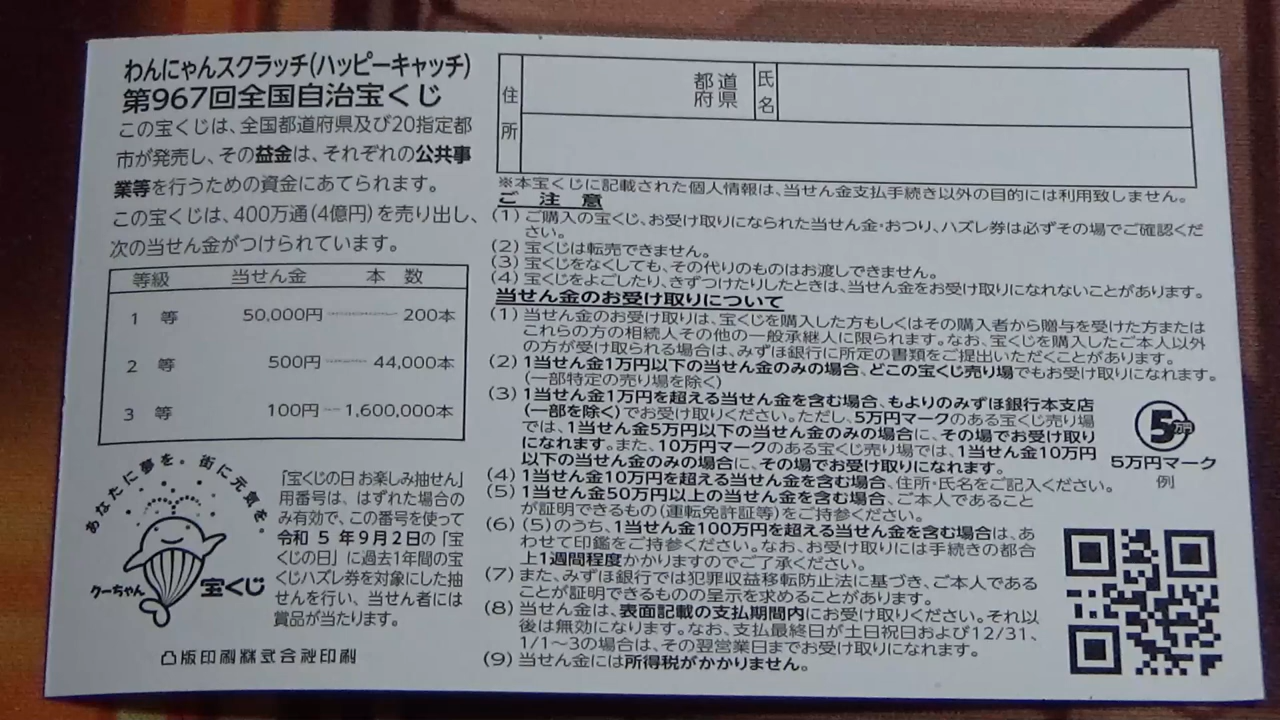 わんにゃんスクラッチ(ハッピーキャッチ)
第967回全国自治宝くじ
この宝くじは、全国都道府県及び20指定都
市が発売し、その益金は、それぞれの公共事
業等を行うための資金にあてられます。
この宝くじは、400万通(4億円)を売り出し、
次の当せん金がつけられています。
等級 当せん金 本 数
1 等 50,000円 200本
2 等 500円 44,000本
3 等 100円 1,600,000本
あなたに夢を。街に元気を。
クーちゃん 宝くじ
「宝くじの日 お楽しみ抽せん」
用番号は、はずれた場合の
み有効で、この番号を使って
令和 5 年9月2日の「宝
くじの日」に過去1年間の宝
くじハズレ券を対象にした抽
せんを行い、当せん者には
賞品が当たります。
凸版印刷株式会社印刷
住所
都道
府県
氏名
※本宝くじに記載された個人情報は、当せん金支払手続き以外の目的には利用致しません。
ご 注 意
(1) ご購入の宝くじ、お受け取りになられた当せん金・おつり、ハズレ券は必ずその場でご確認くだ
さい。
(2) 宝くじは転売できません。
(3) 宝くじをなくしても、その代りのものはお渡しできません。
(4) 宝くじをよごしたり、きずつけたりしたときは、当せん金をお受け取りになれないことがあります。
当せん金のお受け取りについて
(1) 当せん金のお受け取りは、宝くじを購入した方もしくはその購入者から贈与を受けた方または
これらの方の相続人その他の一般承継人に限られます。なお、宝くじを購入したご本人以外
の方が受け取られる場合は、みずほ銀行に所定の書類をご提出いただくことがあります。
(2) 1当せん金1万円以下の当せん金のみの場合、どこの宝くじ売り場でもお受け取りになれます。
(一部特定の売り場を除く)
(3) 1当せん金1万円を超える当せん金を含む場合、もよりのみずほ銀行本支店
(一部を除く)でお受け取りください。ただし、5万円マークのある宝くじ売り場
では、1当せん金5万円以下の当せん金のみの場合に、その場でお受け取り
になれます。また、10万円マークのある宝くじ売り場では、1当せん金10万円
以下の当せん金のみの場合に、その場でお受け取りになれます。
(4) 1当せん金10万円を超える当せん金を含む場合、住所・氏名をご記入ください。
(5) 1当せん金50万円以上の当せん金を含む場合、ご本人であること
が証明できるもの(運転免許証等)をご持参ください。
(6) (5)のうち、1当せん金100万円を超える当せん金を含む場合は、あ
わせて印鑑をご持参ください。なお、お受け取りには手続きの都合
上1週間程度かかりますのでご了承ください。
(7) また、みずほ銀行では犯罪収益移転防止法に基づき、ご本人である
ことが証明できるものの呈示を求めることがあります。
(8) 当せん金は、表面記載の支払期間内にお受け取りください。それ以
後は無効になります。なお、支払最終日が土日祝日および12/31、
1/1～3の場合は、その翌営業日までお受け取りになれます。
(9) 当せん金には所得税がかかりません。
5万円
5万円マーク
例